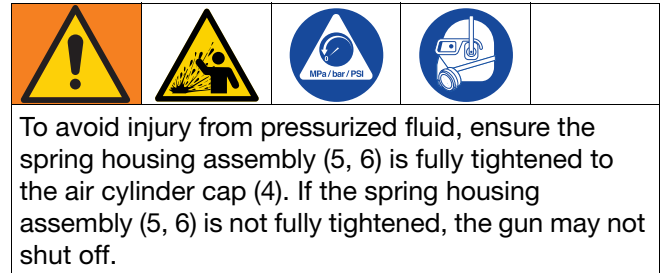 MPa / bar / PSI
To avoid injury from pressurized fluid, ensure the
spring housing assembly (5, 6) is fully tightened to
the air cylinder cap (4). If the spring housing
assembly (5, 6) is not fully tightened, the gun may not
shut off.